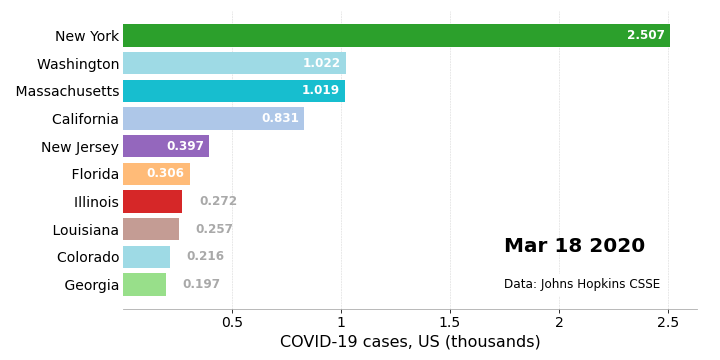 New York 2.507
Washington 1.022
Massachusetts 1.019
California 0.831
New Jersey 0.397
Florida 0.306
Illinois 0.272
Louisiana 0.257
Colorado 0.216
Georgia 0.197
Mar 18 2020
Data: Johns Hopkins CSSE
0.5 1 1.5 2 2.5
COVID-19 cases, US (thousands)